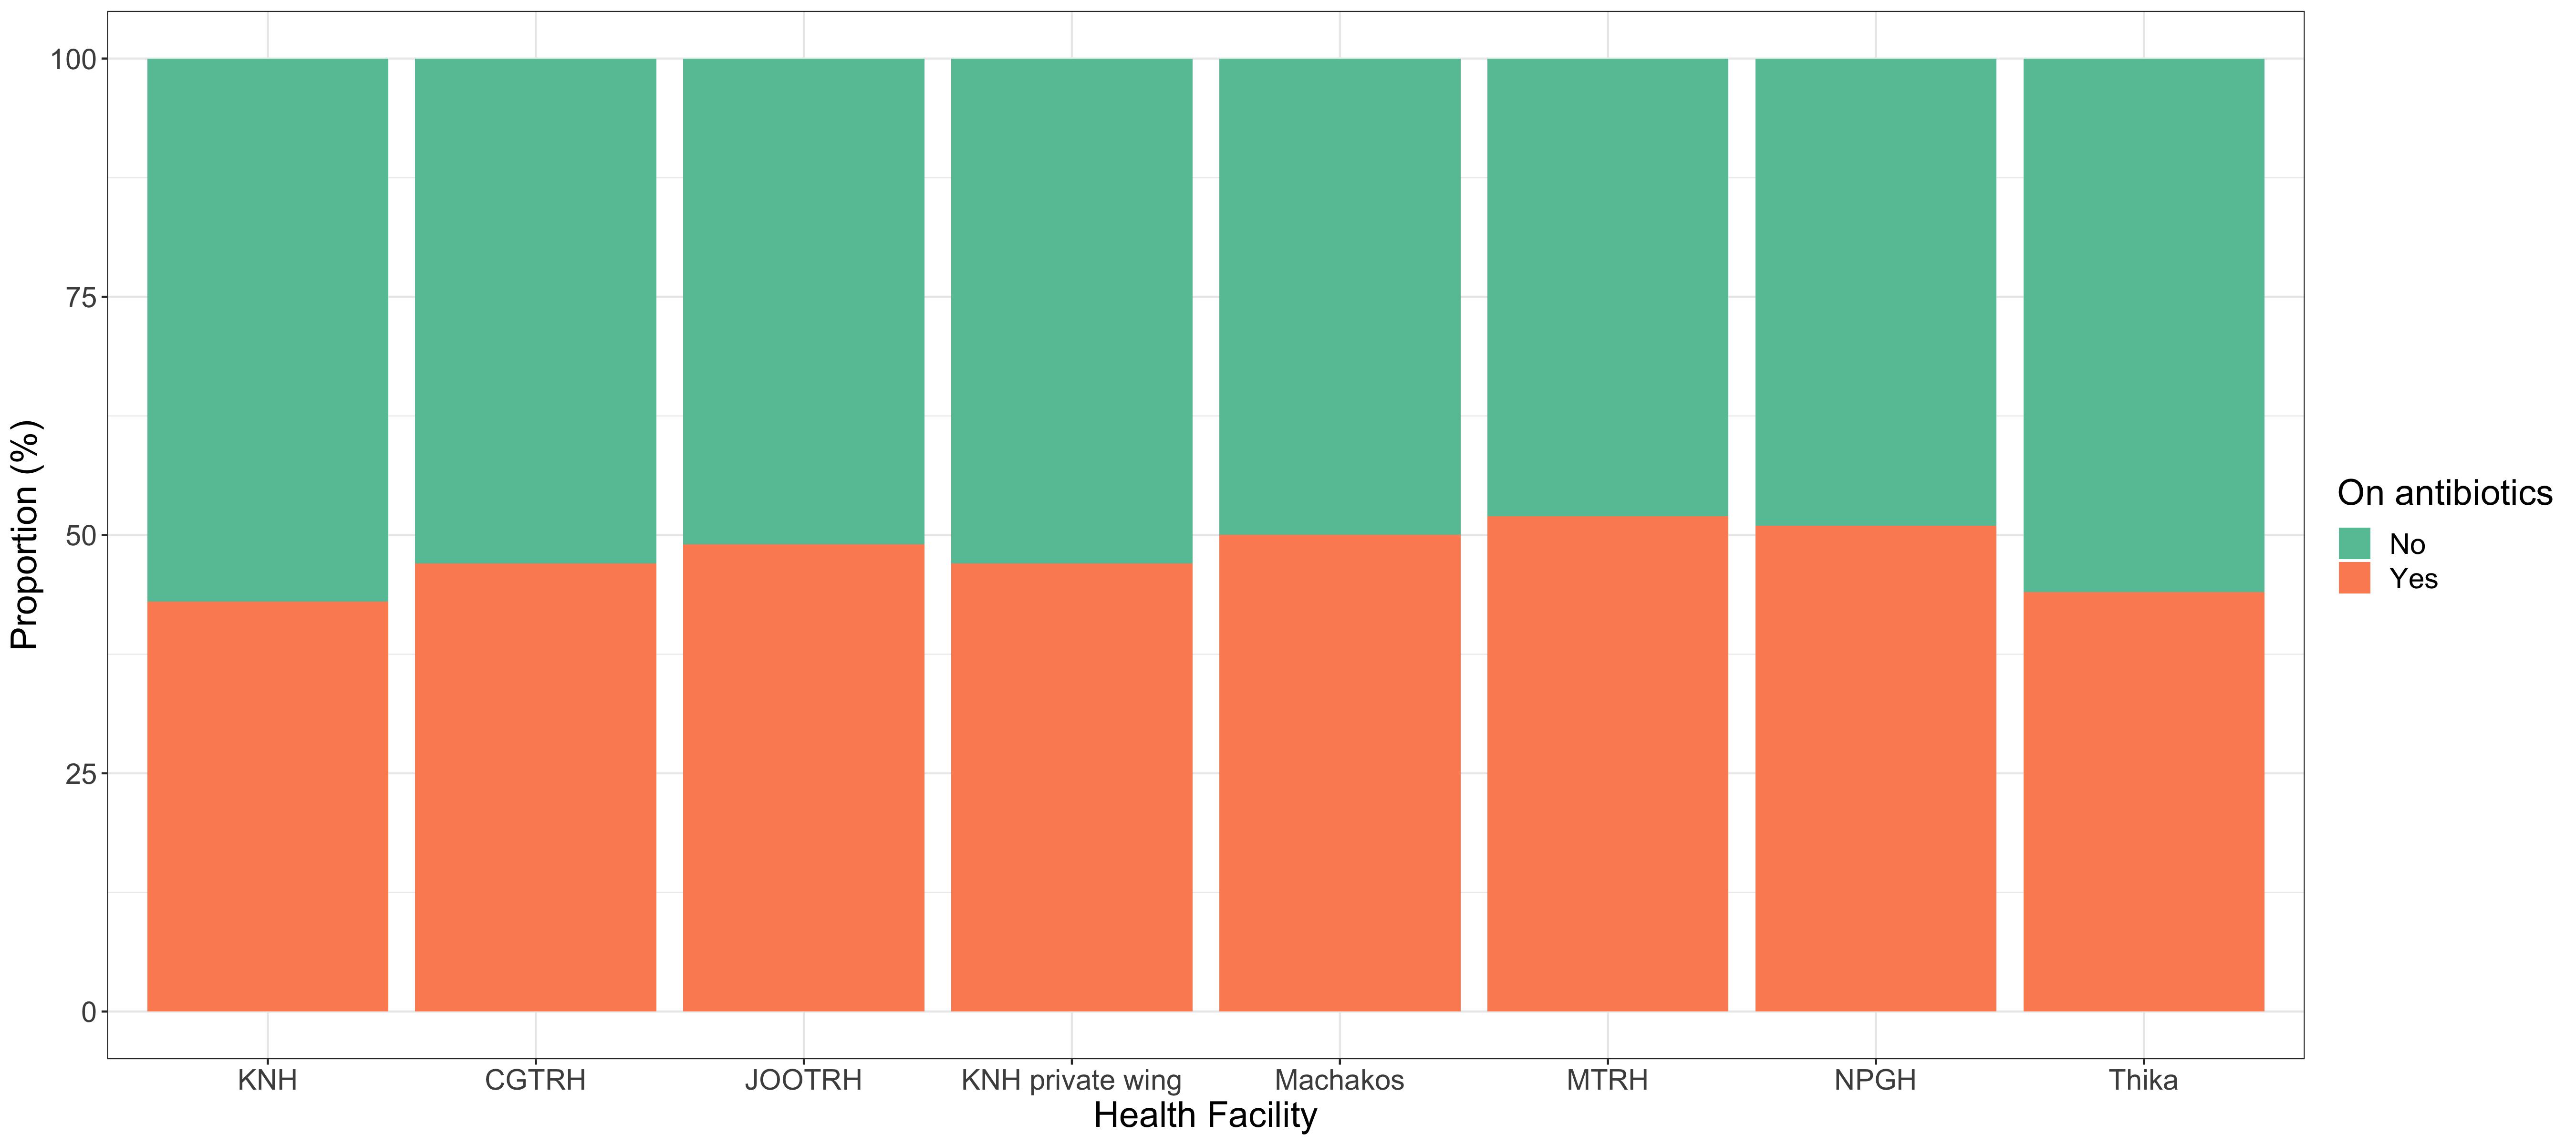 Proportion (%)
100
75
50
25
0
KNH CGTRH JOOTRH KNH private wing Machakos MTRH NPGH Thika
Health Facility
On antibiotics
No
Yes